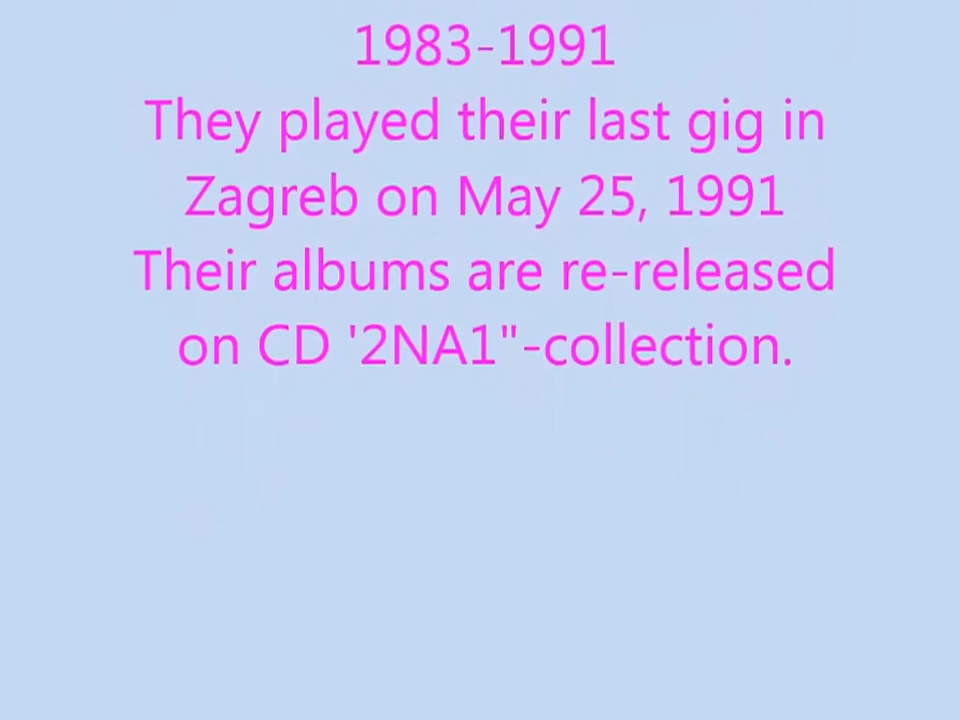 1983-1991
They played their last gig in
Zagreb on May 25, 1991
Their albums are re-released
on CD '2NA1"-collection.